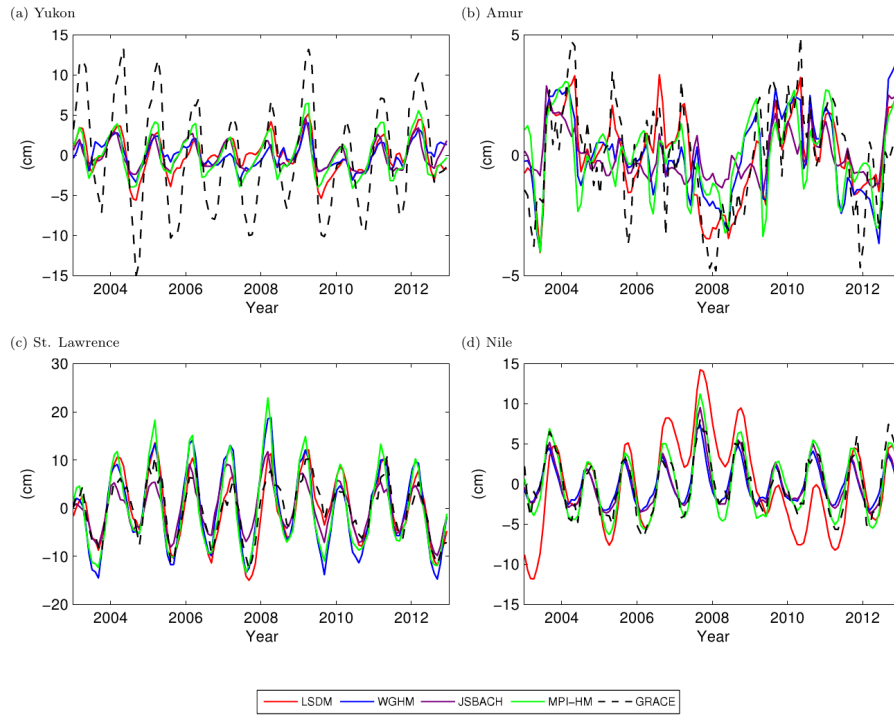 (a) Yukon
15
10
5
0
−5
−10
−15
(cm)
2004 2006 2008 2010 2012
Year
(b) Amur
5
0
−5
(cm)
2004 2006 2008 2010 2012
Year
(c) St. Lawrence
30
20
10
0
−10
−20
(cm)
2004 2006 2008 2010 2012
Year
(d) Nile
15
10
5
0
−5
−10
−15
(cm)
2004 2006 2008 2010 2012
Year
LSDM WGHM JSBACH MPI−HM GRACE